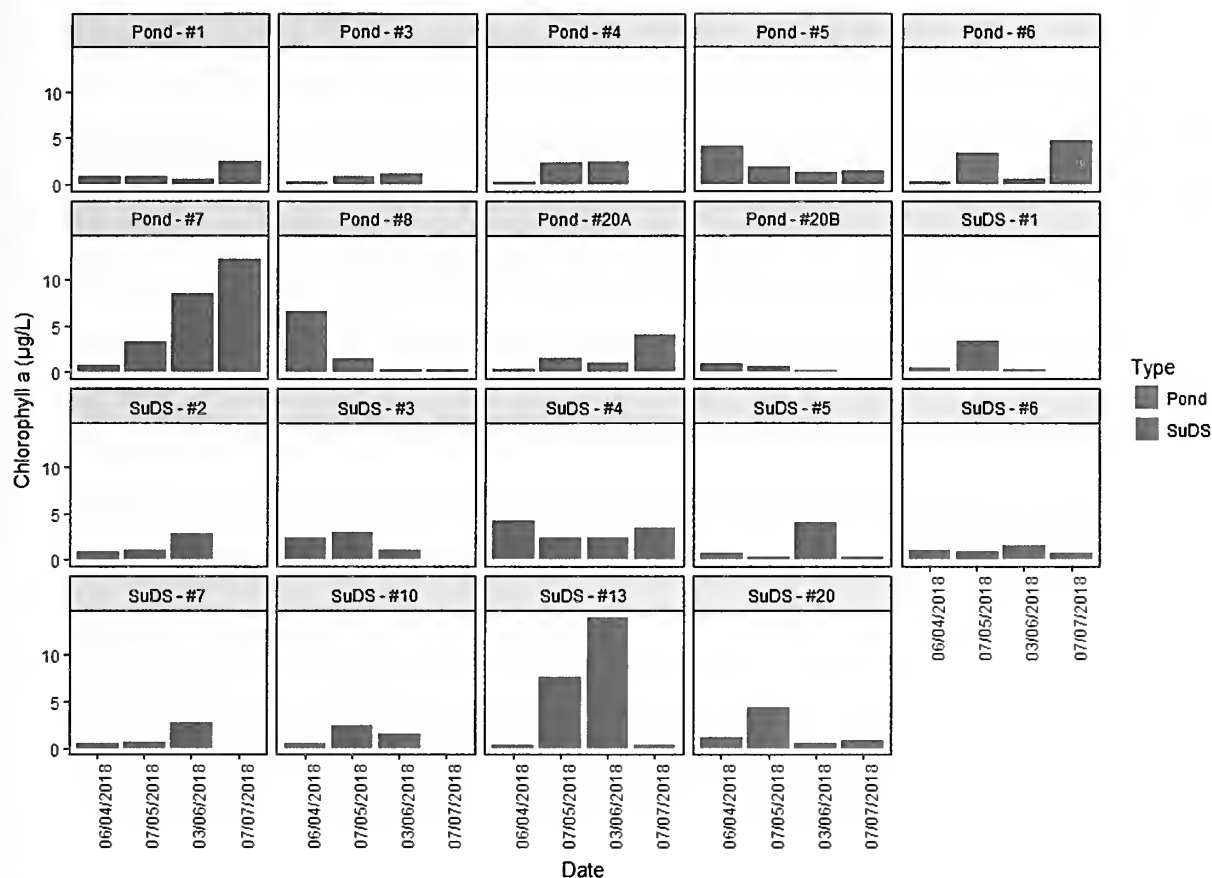 Pond - #1 Pond - #3 Pond - #4 Pond - #5 Pond - #6
10
5
0
Pond - #7 Pond - #8 Pond - #20A Pond - #20B SuDS - #1
10
5
0
SuDS - #2 SuDS - #3 SuDS - #4 SuDS - #5 SuDS - #6
10
5
0
SuDS - #7 SuDS - #10 SuDS - #13 SuDS - #20
10
5
0
Chlorophyll a (µg/L)
06/04/2018 07/05/2018 03/06/2018 07/07/2018
06/04/2018 07/05/2018 03/06/2018 07/07/2018
06/04/2018 07/05/2018 03/06/2018 07/07/2018
06/04/2018 07/05/2018 03/06/2018 07/07/2018
06/04/2018 07/05/2018 03/06/2018 07/07/2018
Date
Type
Pond
SuDS